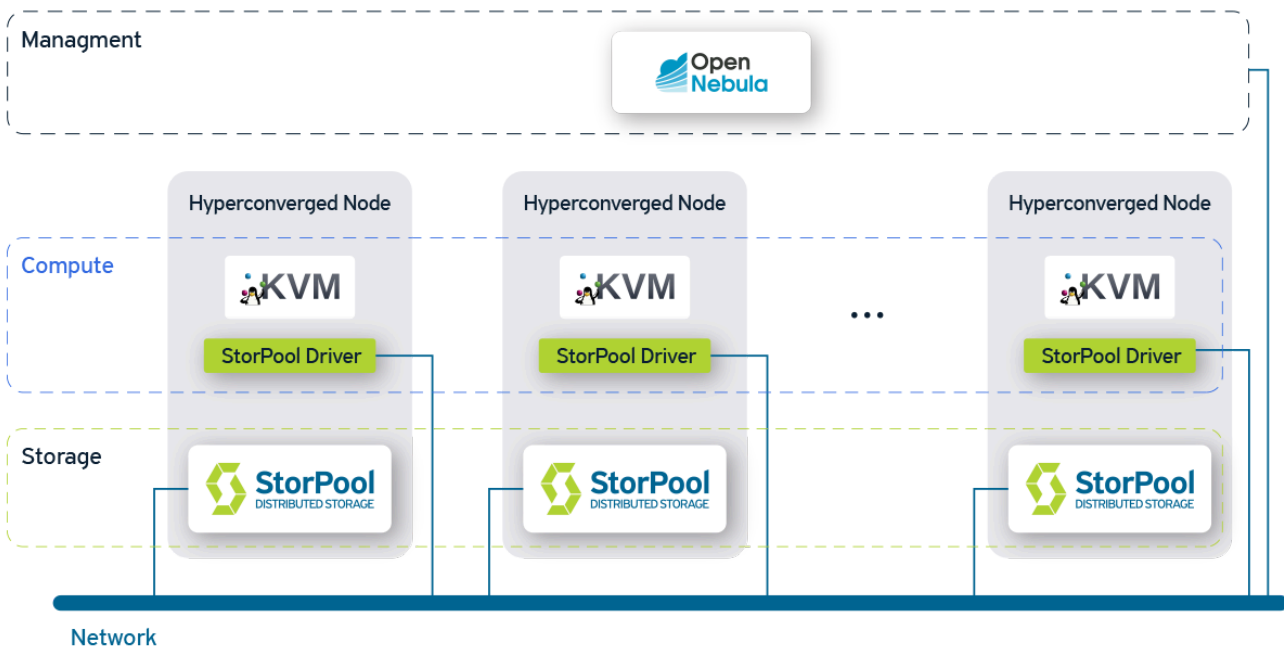 Managment
Open
Nebula
Hyperconverged Node
Hyperconverged Node
Hyperconverged Node
Compute
KVM
KVM
...
KVM
StorPool Driver
StorPool Driver
StorPool Driver
Storage
StorPool
DISTRIBUTED STORAGE
StorPool
DISTRIBUTED STORAGE
StorPool
DISTRIBUTED STORAGE
Network